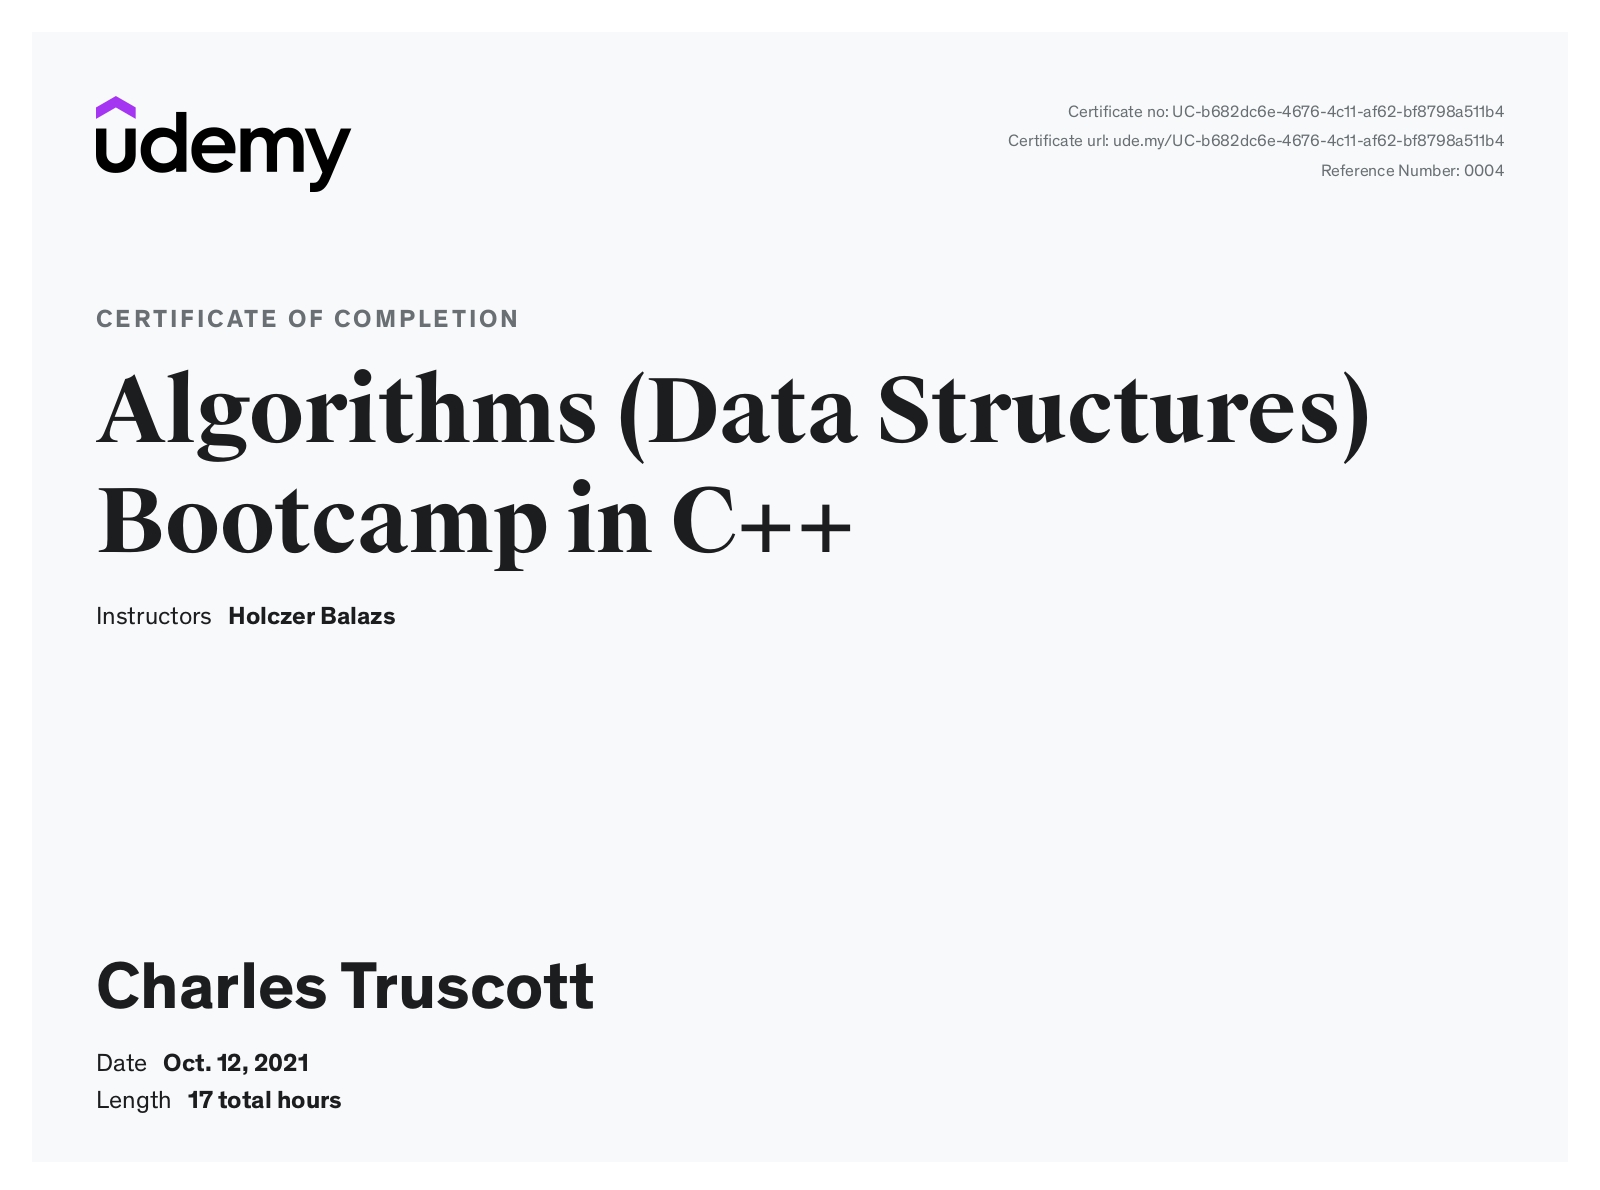 udemy
Certificate no: UC-b682dc6e-4676-4c11-af62-bf8798a511b4
Certificate url: ude.my/UC-b682dc6e-4676-4c11-af62-bf8798a511b4
Reference Number: 0004
CERTIFICATE OF COMPLETION
Algorithms (Data Structures)
Bootcamp in C++
Instructors Holczer Balazs
Charles Truscott
Date Oct. 12, 2021
Length 17 total hours